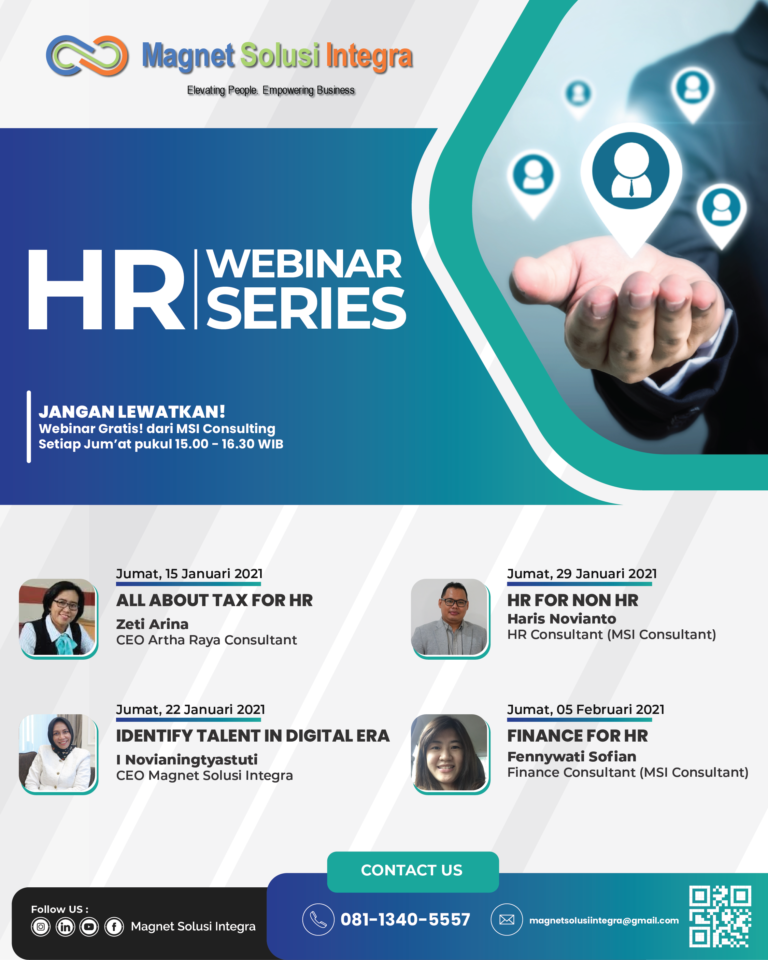 Magnet Solusi Integra
Elevating People. Empowering Business
HR
WEBINAR
SERIES
JANGAN LEWATKAN!
Webinar Gratis! dari MSI Consulting
Setiap Jum'at pukul 15.00 - 16.30 WIB
Jumat, 15 Januari 2021
ALL ABOUT TAX FOR HR
Zeti Arina
CEO Artha Raya Consultant
Jumat, 29 Januari 2021
HR FOR NON HR
Haris Novianto
HR Consultant (MSI Consultant)
Jumat, 22 Januari 2021
IDENTIFY TALENT IN DIGITAL ERA
I Novianingtyastuti
CEO Magnet Solusi Integra
Jumat, 05 Februari 2021
FINANCE FOR HR
Fennywati Sofian
Finance Consultant (MSI Consultant)
CONTACT US
Follow US :
Magnet Solusi Integra
081-1340-5557
magnetsolusiintegra@gmail.com